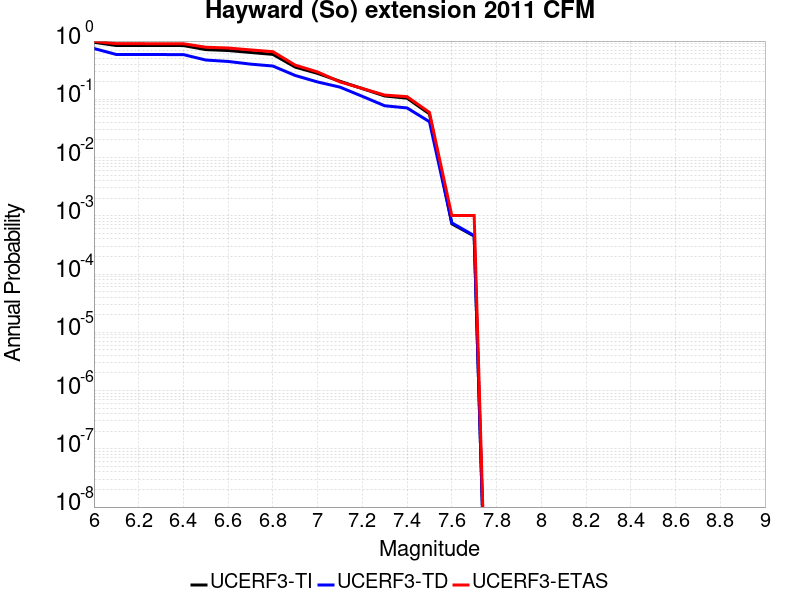 Hayward (So) extension 2011 CFM
10^0
10^-1
10^-2
10^-3
10^-4
10^-5
10^-6
10^-7
10^-8
Annual Probability
6 6.2 6.4 6.6 6.8 7 7.2 7.4 7.6 7.8 8 8.2 8.4 8.6 8.8 9
Magnitude
UCERF3-TI UCERF3-TD UCERF3-ETAS